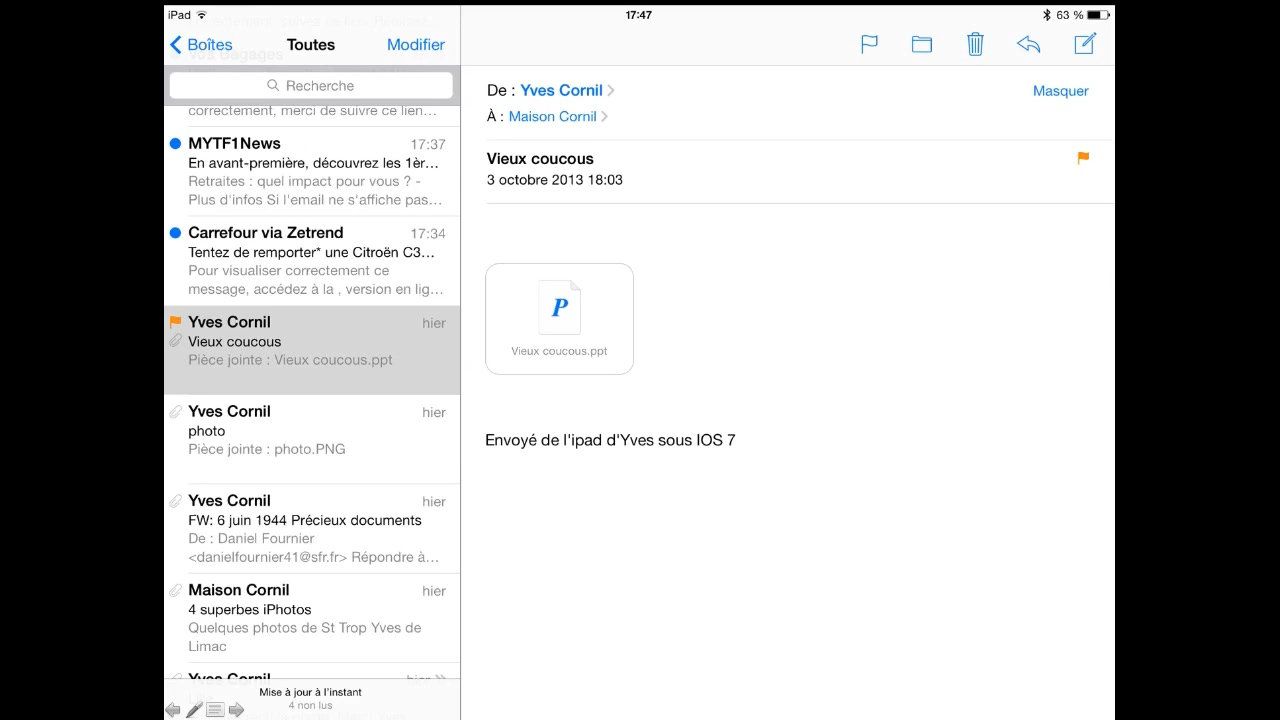 iPad
17:47
63 %
Boîtes
Toutes
Modifier
Vos Bagages
Recherche
correctement, merci de suivre ce lien…
MYTF1News
17:37
En avant-première, découvrez les 1èr…
Retraites : quel impact pour vous ? -
Plus d'infos Si l'email ne s'affiche pas…
Carrefour via Zetrend
17:34
Tentez de remporter* une Citroën C3…
Pour visualiser correctement ce
message, accédez à la , version en lig…
Yves Cornil
hier
Vieux coucous
Pièce jointe : Vieux coucous.ppt
Yves Cornil
hier
photo
Pièce jointe : photo.PNG
Yves Cornil
hier
FW: 6 juin 1944 Précieux documents
De : Daniel Fournier
<danielfournier41@sfr.fr> Répondre à…
Maison Cornil
hier
4 superbes iPhotos
Quelques photos de St Trop Yves de
Limac
Yves Cornil
hier
Mise à jour à l'instant
4 non lus
De : Yves Cornil
Masquer
À : Maison Cornil
Vieux coucous
3 octobre 2013 18:03
P
Vieux coucous.ppt
Envoyé de l'ipad d'Yves sous IOS 7